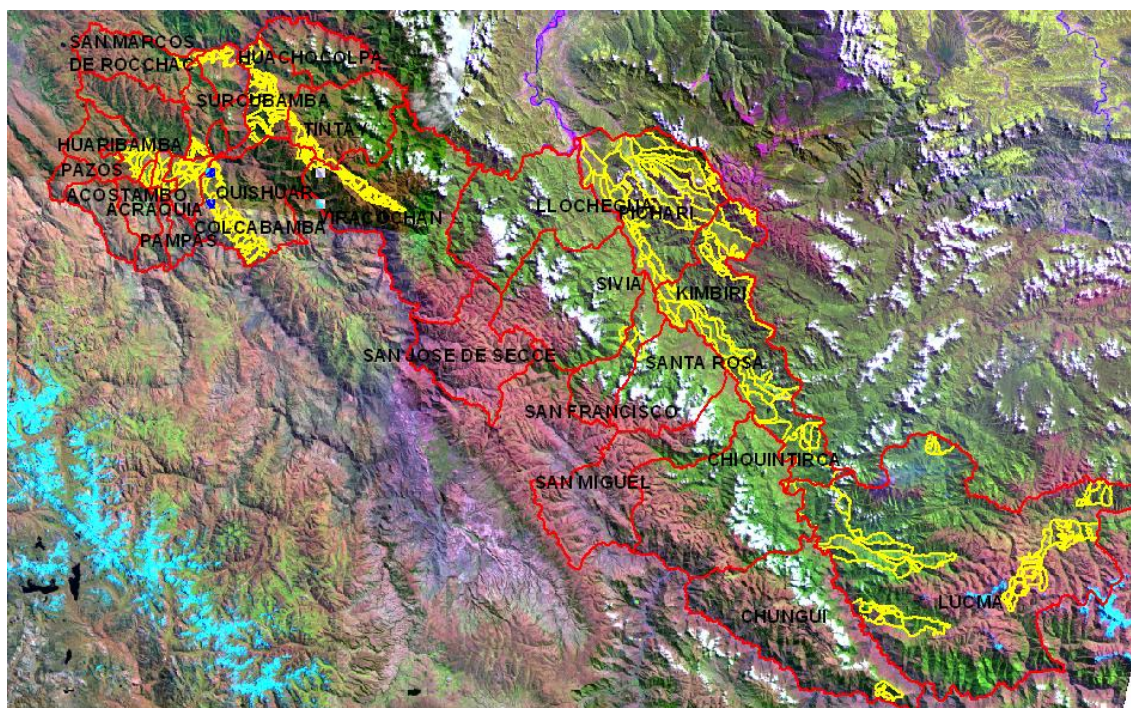 SAN MARCOS
DE ROCCHAC
HUACHOCOLPA
SURCUBAMBA
TINTAY
HUARIBAMBA
PAZOS
ACOSTAMBO
QUISHUAR
ACRAQUIA
VIRACOCHAN
COLCABAMBA
PAMPAS
LLOCHEGUA
PICHARI
SIVIA
KIMBIRI
SAN JOSE DE SECCE
SANTA ROSA
SAN FRANCISCO
CHIQUINTIRCA
SAN MIGUEL
LUCMA
CHUNGUI